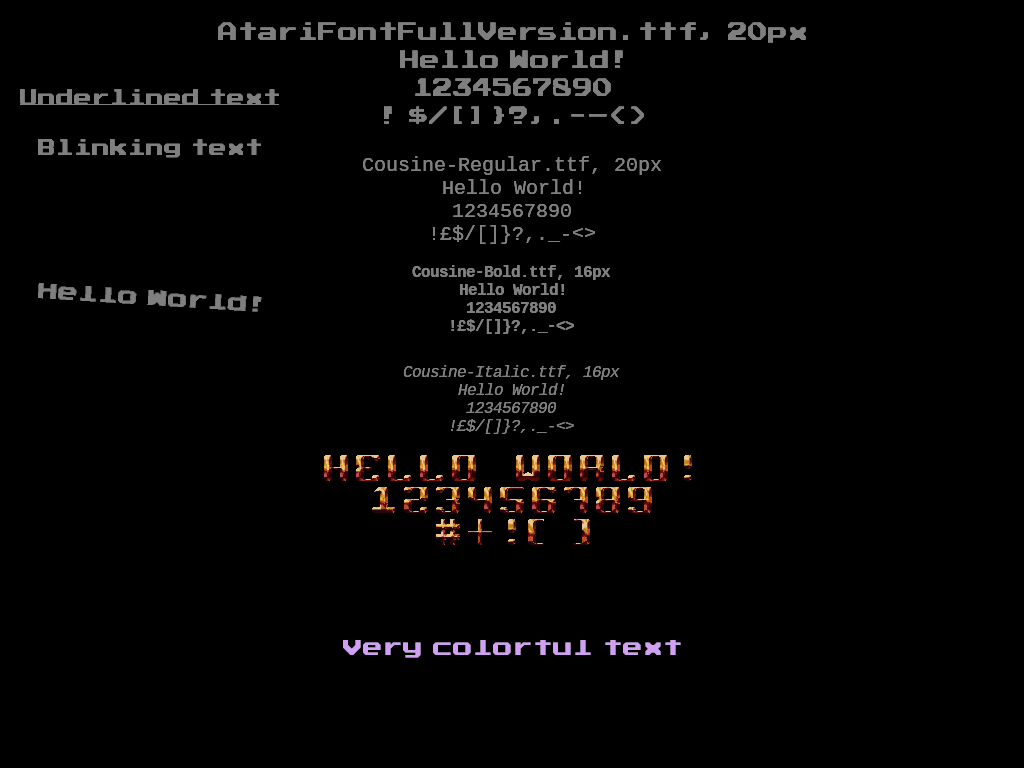 AtariFontFullVersion.ttf, 20px
Hello World!
1234567890
! $/[] }?,.--<>
Underlined text
Blinking text
Cousine-Regular.ttf, 20px
Hello World!
1234567890
!£$/[]}?,._-<>
Cousine-Bold.ttf, 16px
Hello World!
1234567890
!£$/[]}?,._-<>
Hello World!
Cousine-Italic.ttf, 16px
Hello World!
1234567890
!£$/[]}?,._-<>
HELLO WORLD!
123456789
#+![ ]
Very colorful text